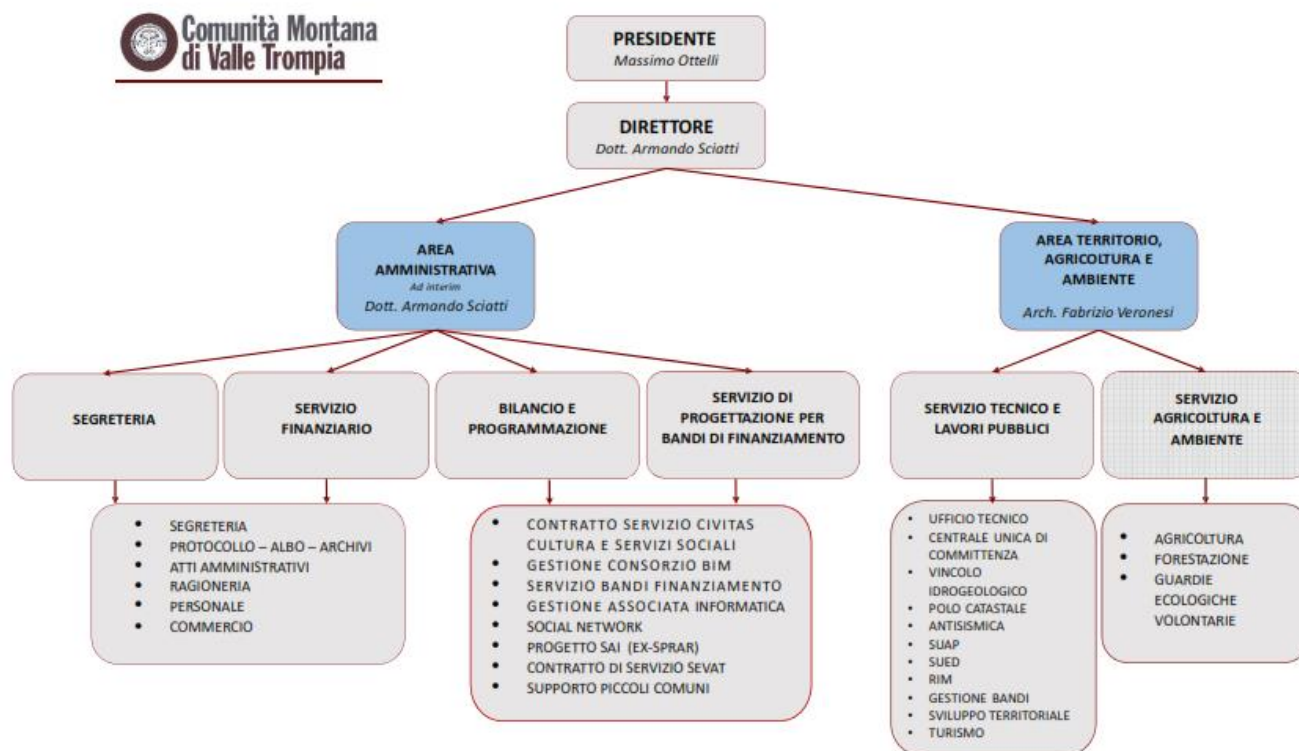 Comunità Montana
di Valle Trompia
PRESIDENTE
Massimo Ottelli
DIRETTORE
Dott. Armando Sciatti
AREA
AMMINISTRATIVA
Ad interim
Dott. Armando Sciatti
AREA TERRITORIO,
AGRICOLTURA E
AMBIENTE
Arch. Fabrizio Veronesi
SEGRETERIA
SERVIZIO
FINANZIARIO
BILANCIO E
PROGRAMMAZIONE
SERVIZIO DI
PROGETTAZIONE PER
BANDI DI FINANZIAMENTO
SERVIZIO TECNICO E
LAVORI PUBBLICI
SERVIZIO
AGRICOLTURA E
AMBIENTE
• SEGRETERIA
• PROTOCOLLO – ALBO – ARCHIVI
• ATTI AMMINISTRATIVI
• RAGIONERIA
• PERSONALE
• COMMERCIO
• CONTRATTO SERVIZIO CIVITAS
CULTURA E SERVIZI SOCIALI
• GESTIONE CONSORZIO BIM
• SERVIZIO BANDI FINANZIAMENTO
• GESTIONE ASSOCIATA INFORMATICA
• SOCIAL NETWORK
• PROGETTO SAI (EX-SPRAR)
• CONTRATTO DI SERVIZIO SEVAT
• SUPPORTO PICCOLI COMUNI
• UFFICIO TECNICO
• CENTRALE UNICA DI
COMMITTENZA
• VINCOLO
IDROGEOLOGICO
• POLO CATASTALE
• ANTISISMICA
• SUAP
• SUED
• RIM
• GESTIONE BANDI
• SVILUPPO TERRITORIALE
• TURISMO
• AGRICOLTURA
• FORESTAZIONE
• GUARDIE
ECOLOGICHE
VOLONTARIE